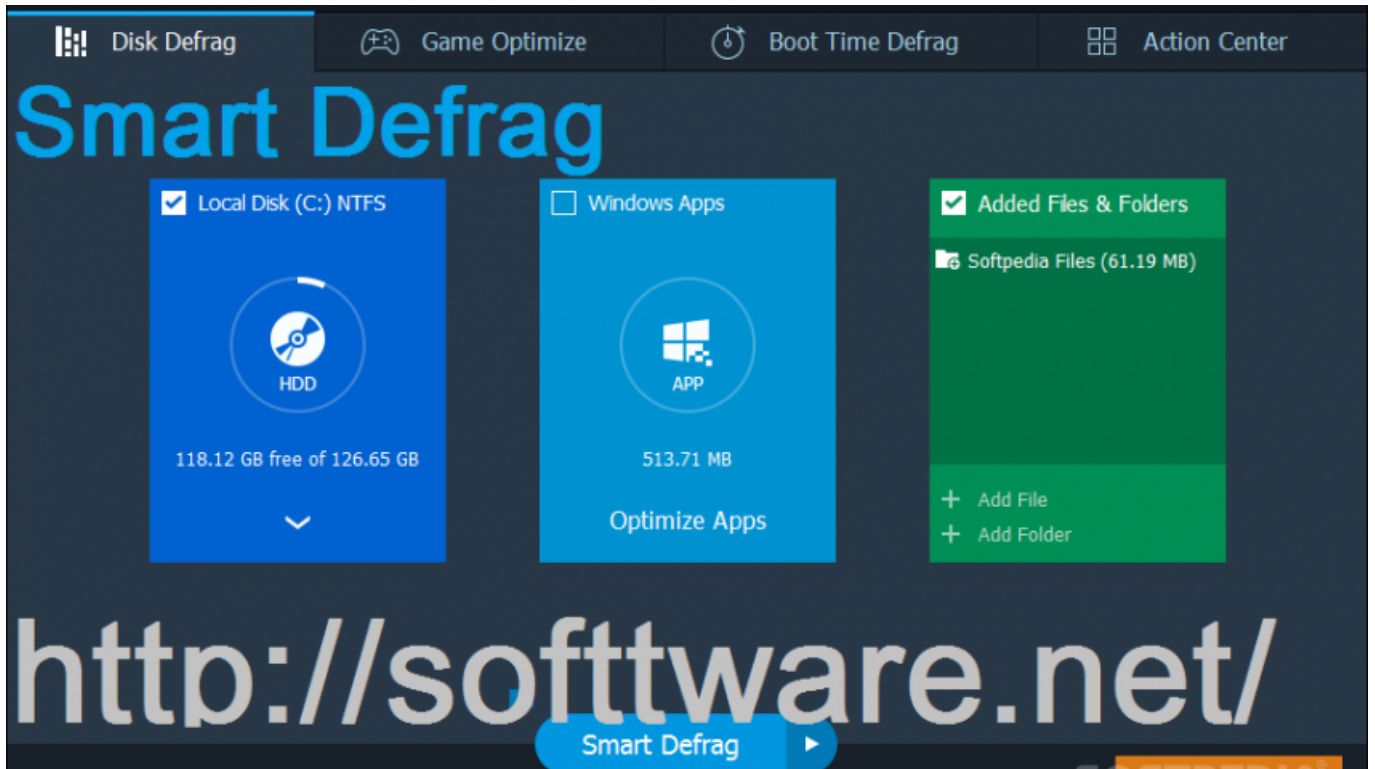 Disk Defrag Game Optimize Boot Time Defrag Action Center
Smart Defrag
Local Disk (C:) NTFS
HDD
118.12 GB free of 126.65 GB
Windows Apps
APP
513.71 MB
Optimize Apps
Added Files & Folders
Softpedia Files (61.19 MB)
+ Add File
+ Add Folder
http://softtware.net/
Smart Defrag